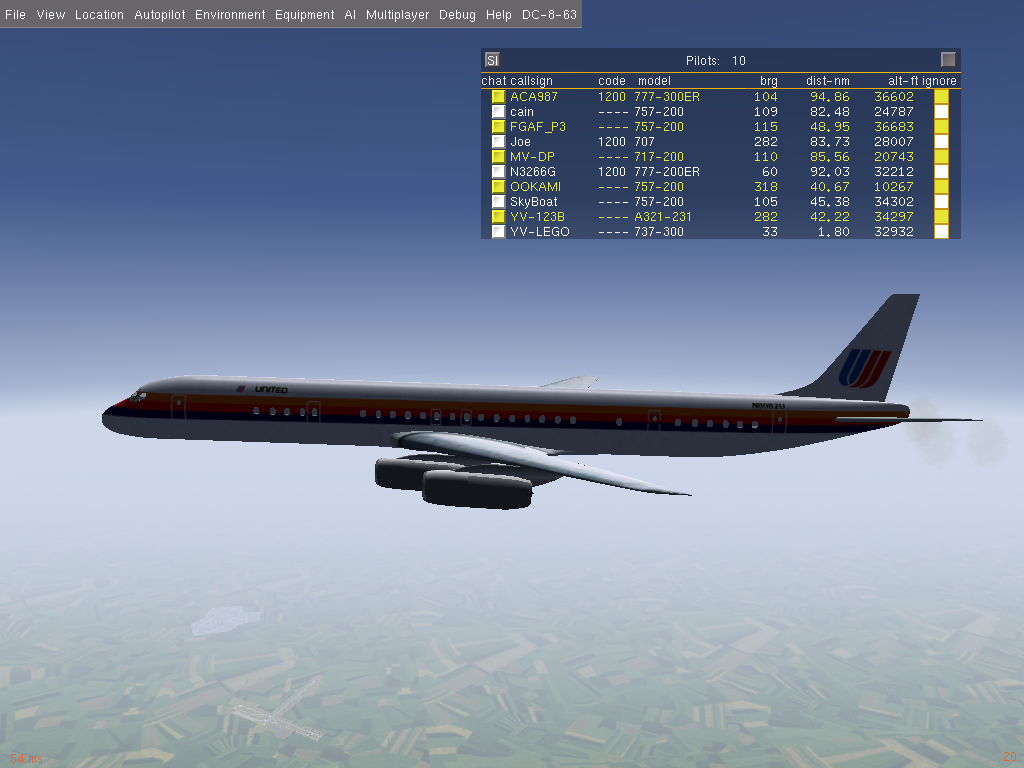 File View Location Autopilot Environment Equipment AI Multiplayer Debug Help DC-8-63
SI Pilots: 10
chat callsign code model brg dist-nm alt-ft ignore
ACA987 1200 777-300ER 104 94.86 36602
cain ---- 757-200 109 82.48 24787
FGAF_P3 ---- 757-200 115 48.95 36683
Joe 1200 707 282 83.73 28007
MV-DP ---- 717-200 110 85.56 20743
N3266G 1200 777-200ER 60 92.03 32212
OOKAMI ---- 757-200 318 40.67 10267
SkyBoat ---- 757-200 105 45.38 34302
YV-123B ---- A321-231 282 42.22 34297
YV-LEGO ---- 737-300 33 1.80 32932
UNITED
54 ms
20